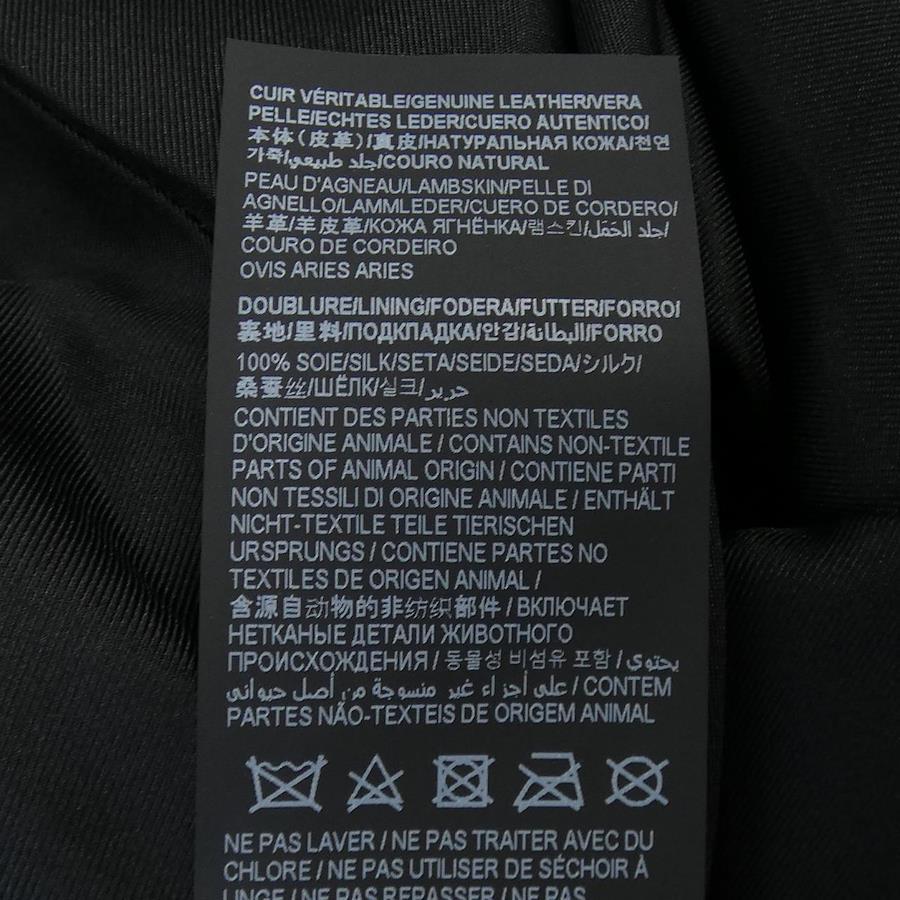 CUIR VÉRITABLE/GENUINE LEATHER/VERA
PELLE/ECHTES LEDER/CUERO AUTENTICO/
本体（皮革）/真皮/НАТУРАЛЬНАЯ КОЖА/천연
가죽/جلد طبيعي/COURO NATURAL
PEAU D'AGNEAU/LAMBSKIN/PELLE DI
AGNELLO/LAMMLEDER/CUERO DE CORDERO/
羊革/羊皮革/КОЖА ЯГНЁНКА/램스킨/جلد الحَمَل/
COURO DE CORDEIRO
OVIS ARIES ARIES
DOUBLURE/LINING/FODERA/FUTTER/FORRO/
裏地/里料/ПОДКЛАДКА/안감/البطانة/FORRO
100% SOIE/SILK/SETA/SEIDE/SEDA/シルク/
桑蚕丝/ШЁЛК/실크/حرير
CONTIENT DES PARTIES NON TEXTILES
D'ORIGINE ANIMALE / CONTAINS NON-TEXTILE
PARTS OF ANIMAL ORIGIN / CONTIENE PARTI
NON TESSILI DI ORIGINE ANIMALE / ENTHÄLT
NICHT-TEXTILE TEILE TIERISCHEN
URSPRUNGS / CONTIENE PARTES NO
TEXTILES DE ORIGEN ANIMAL /
含源自动物的非纺织部件 / ВКЛЮЧАЕТ
НЕТКАНЫЕ ДЕТАЛИ ЖИВОТНОГО
ПРОИСХОЖДЕНИЯ / 동물성 비섬유 포함 / يحتوي
على أجزاء غير منسوجة من أصل حيواني / CONTEM
PARTES NÃO-TEXTEIS DE ORIGEM ANIMAL
NE PAS LAVER / NE PAS TRAITER AVEC DU
CHLORE / NE PAS UTILISER DE SÉCHOIR À
LINGE / NE PAS REPASSER / NE PAS